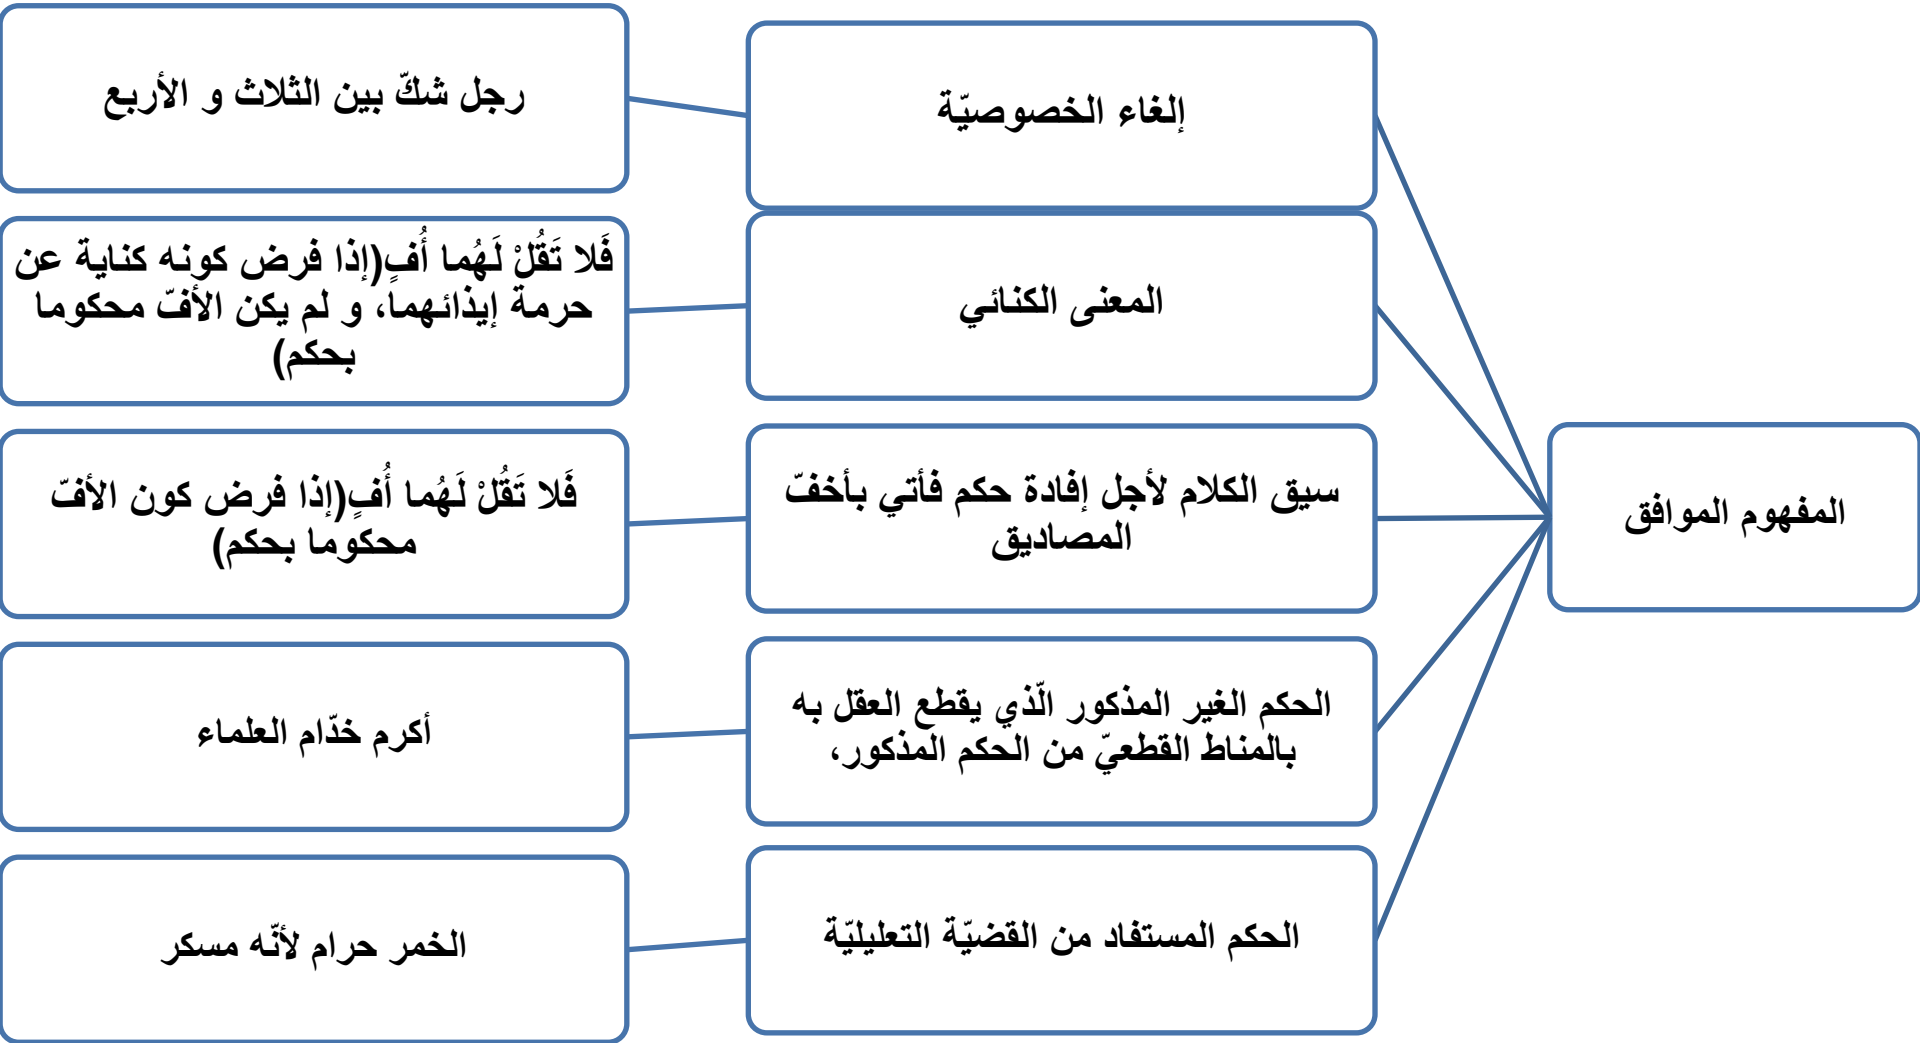 المفهوم الموافق
إلغاء الخصوصيّة
رجل شكّ بين الثلاث و الأربع
المعنى الكنائي
فَلا تَقُلْ لَهُما أُفٍ(إذا فرض كونه كناية عن
حرمة إيذائهما، و لم يكن الأفّ محكوما
بحكم)
سيق الكلام لأجل إفادة حكم فأتي بأخفّ
المصاديق
فَلا تَقُلْ لَهُما أُفٍ(إذا فرض كون الأفّ
محكوما بحكم)
الحكم الغير المذكور الّذي يقطع العقل به
بالمناط القطعيّ من الحكم المذكور،
أكرم خدّام العلماء
الحكم المستفاد من القضيّة التعليليّة
الخمر حرام لأنّه مسكر